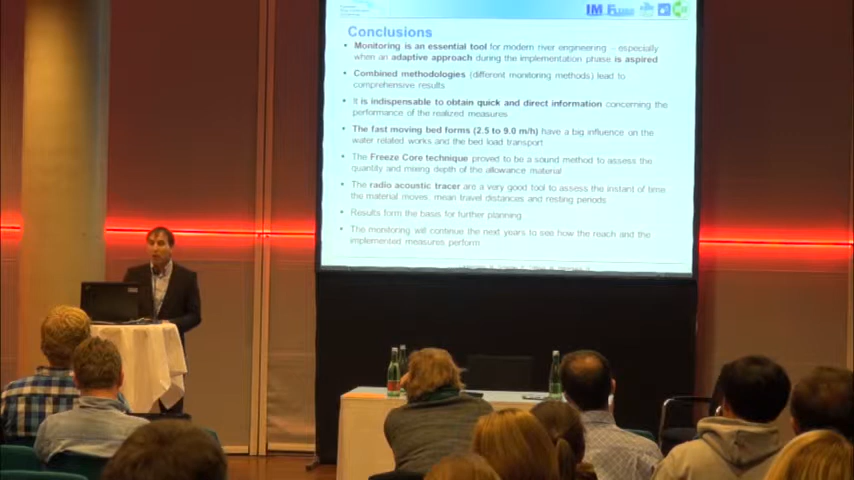 Conclusions
• Monitoring is an essential tool for modern river engineering – especially
when an adaptive approach during the implementation phase is aspired
• Combined methodologies (different monitoring methods) lead to
comprehensive results
• It is indispensable to obtain quick and direct information concerning the
performance of the realized measures
• The fast moving bed forms (2.5 to 9.0 m/h) have a big influence on the
water related works and the bed load transport
• The Freeze Core technique proved to be a sound method to assess the
quantity and mixing depth of the allowance material
• The radio acoustic tracer are a very good tool to assess the instant of time
the material moves, mean travel distances and resting periods
• Results form the basis for further planning
• The monitoring will continue the next years to see how the reach and the
implemented measures perform